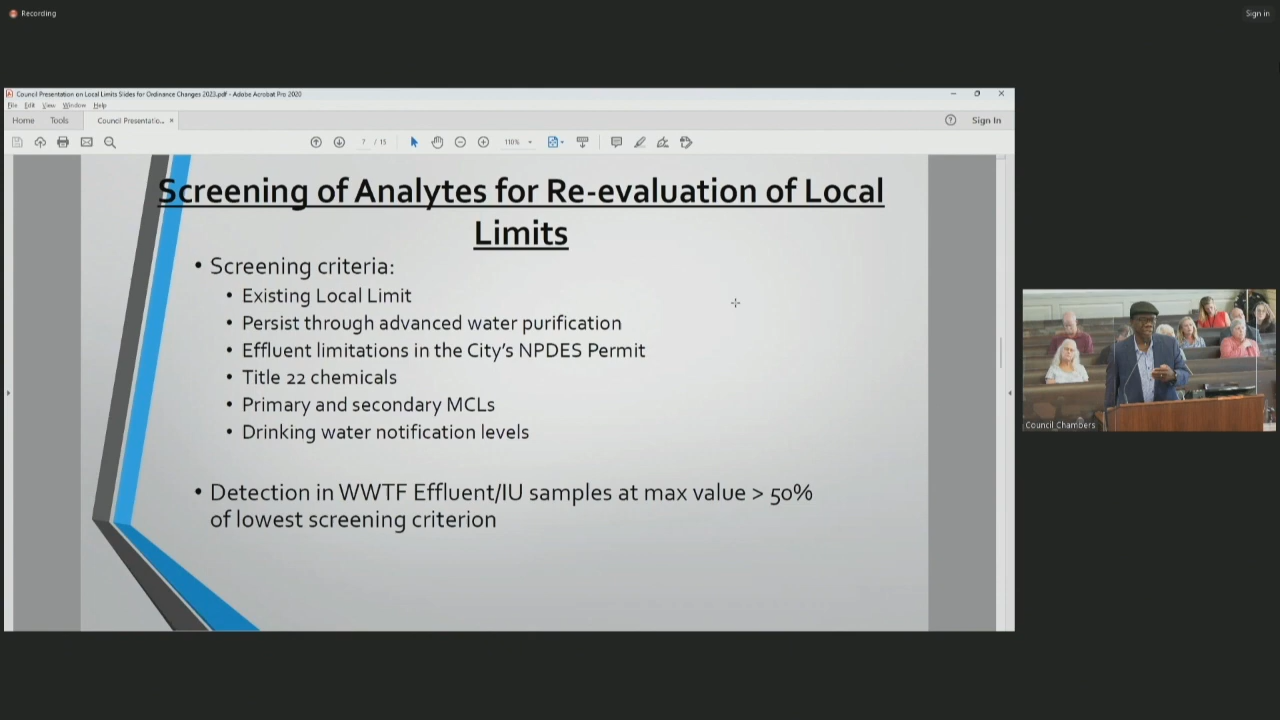 Recording
Sign in
Council Presentation on Local Limits Slides for Ordinance Changes 2023.pdf - Adobe Acrobat Pro 2020
File Edit View Window Help
Home Tools Council Presentatio... × Sign In
7 / 15 110%
Screening of Analytes for Re-evaluation of Local
Limits
• Screening criteria:
• Existing Local Limit
• Persist through advanced water purification
• Effluent limitations in the City's NPDES Permit
• Title 22 chemicals
• Primary and secondary MCLs
• Drinking water notification levels
• Detection in WWTF Effluent/IU samples at max value > 50%
of lowest screening criterion
Council Chambers